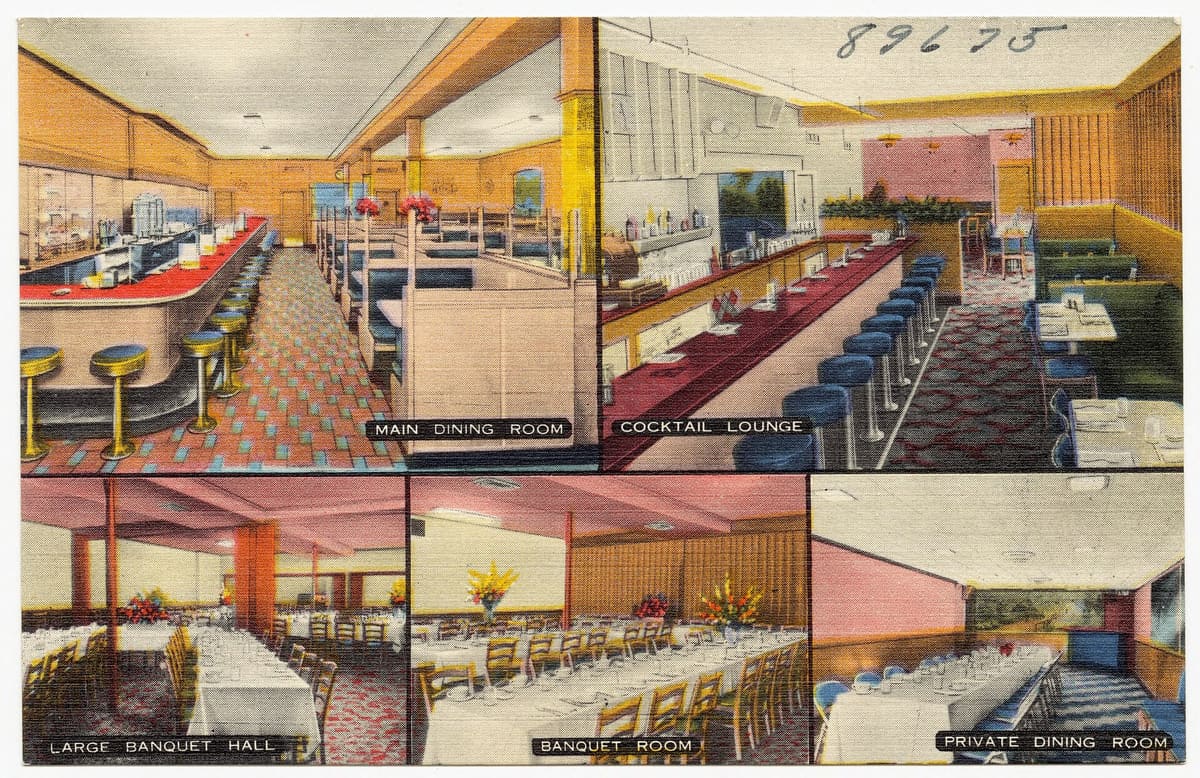 89675
MAIN DINING ROOM
COCKTAIL LOUNGE
LARGE BANQUET HALL
BANQUET ROOM
PRIVATE DINING ROOM